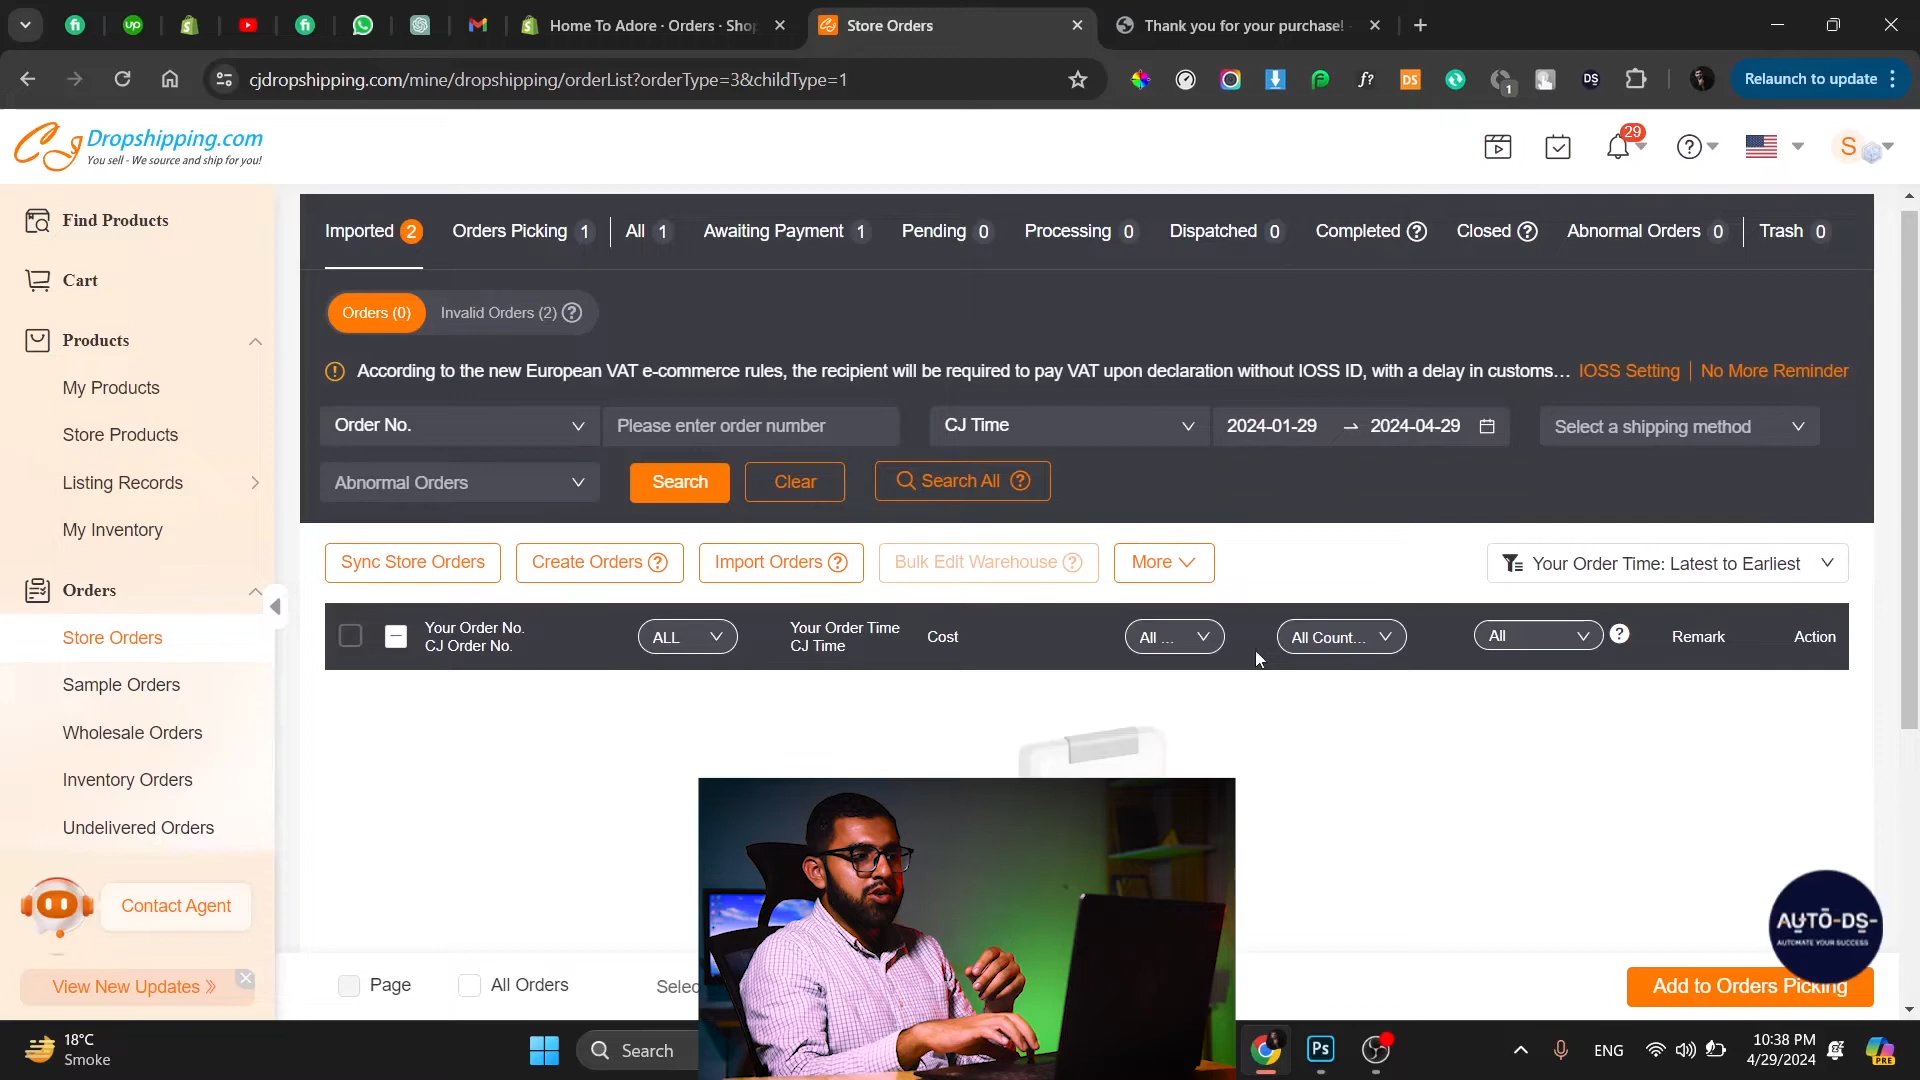 Home To Adore · Orders · Shop
Store Orders
Thank you for your purchase!
cjdropshipping.com/mine/dropshipping/orderList?orderType=3&childType=1
Relaunch to update
Dropshipping.com
You sell - We source and ship for you!
29
S
Find Products
Cart
Products
My Products
Store Products
Listing Records
My Inventory
Orders
Store Orders
Sample Orders
Wholesale Orders
Inventory Orders
Undelivered Orders
Contact Agent
View New Updates »
Imported 2 Orders Picking 1 All 1 Awaiting Payment 1 Pending 0 Processing 0 Dispatched 0 Completed ? Closed ? Abnormal Orders 0 Trash 0
Orders (0) Invalid Orders (2) ?
According to the new European VAT e-commerce rules, the recipient will be required to pay VAT upon declaration without IOSS ID, with a delay in customs... IOSS Setting | No More Reminder
Order No. Please enter order number CJ Time 2024-01-29 → 2024-04-29 Select a shipping method
Abnormal Orders Search Clear Search All ?
Sync Store Orders Create Orders ? Import Orders ? Bulk Edit Warehouse ? More Your Order Time: Latest to Earliest
Your Order No.
CJ Order No.
ALL
Your Order Time
CJ Time
Cost
All ...
All Count...
All
?
Remark
Action
Page All Orders Selec
AUTŌ-DS-
AUTOMATE YOUR SUCCESS
Add to Orders Picking
18°C
Smoke
Search
Ps
ENG
10:38 PM
4/29/2024
PRE